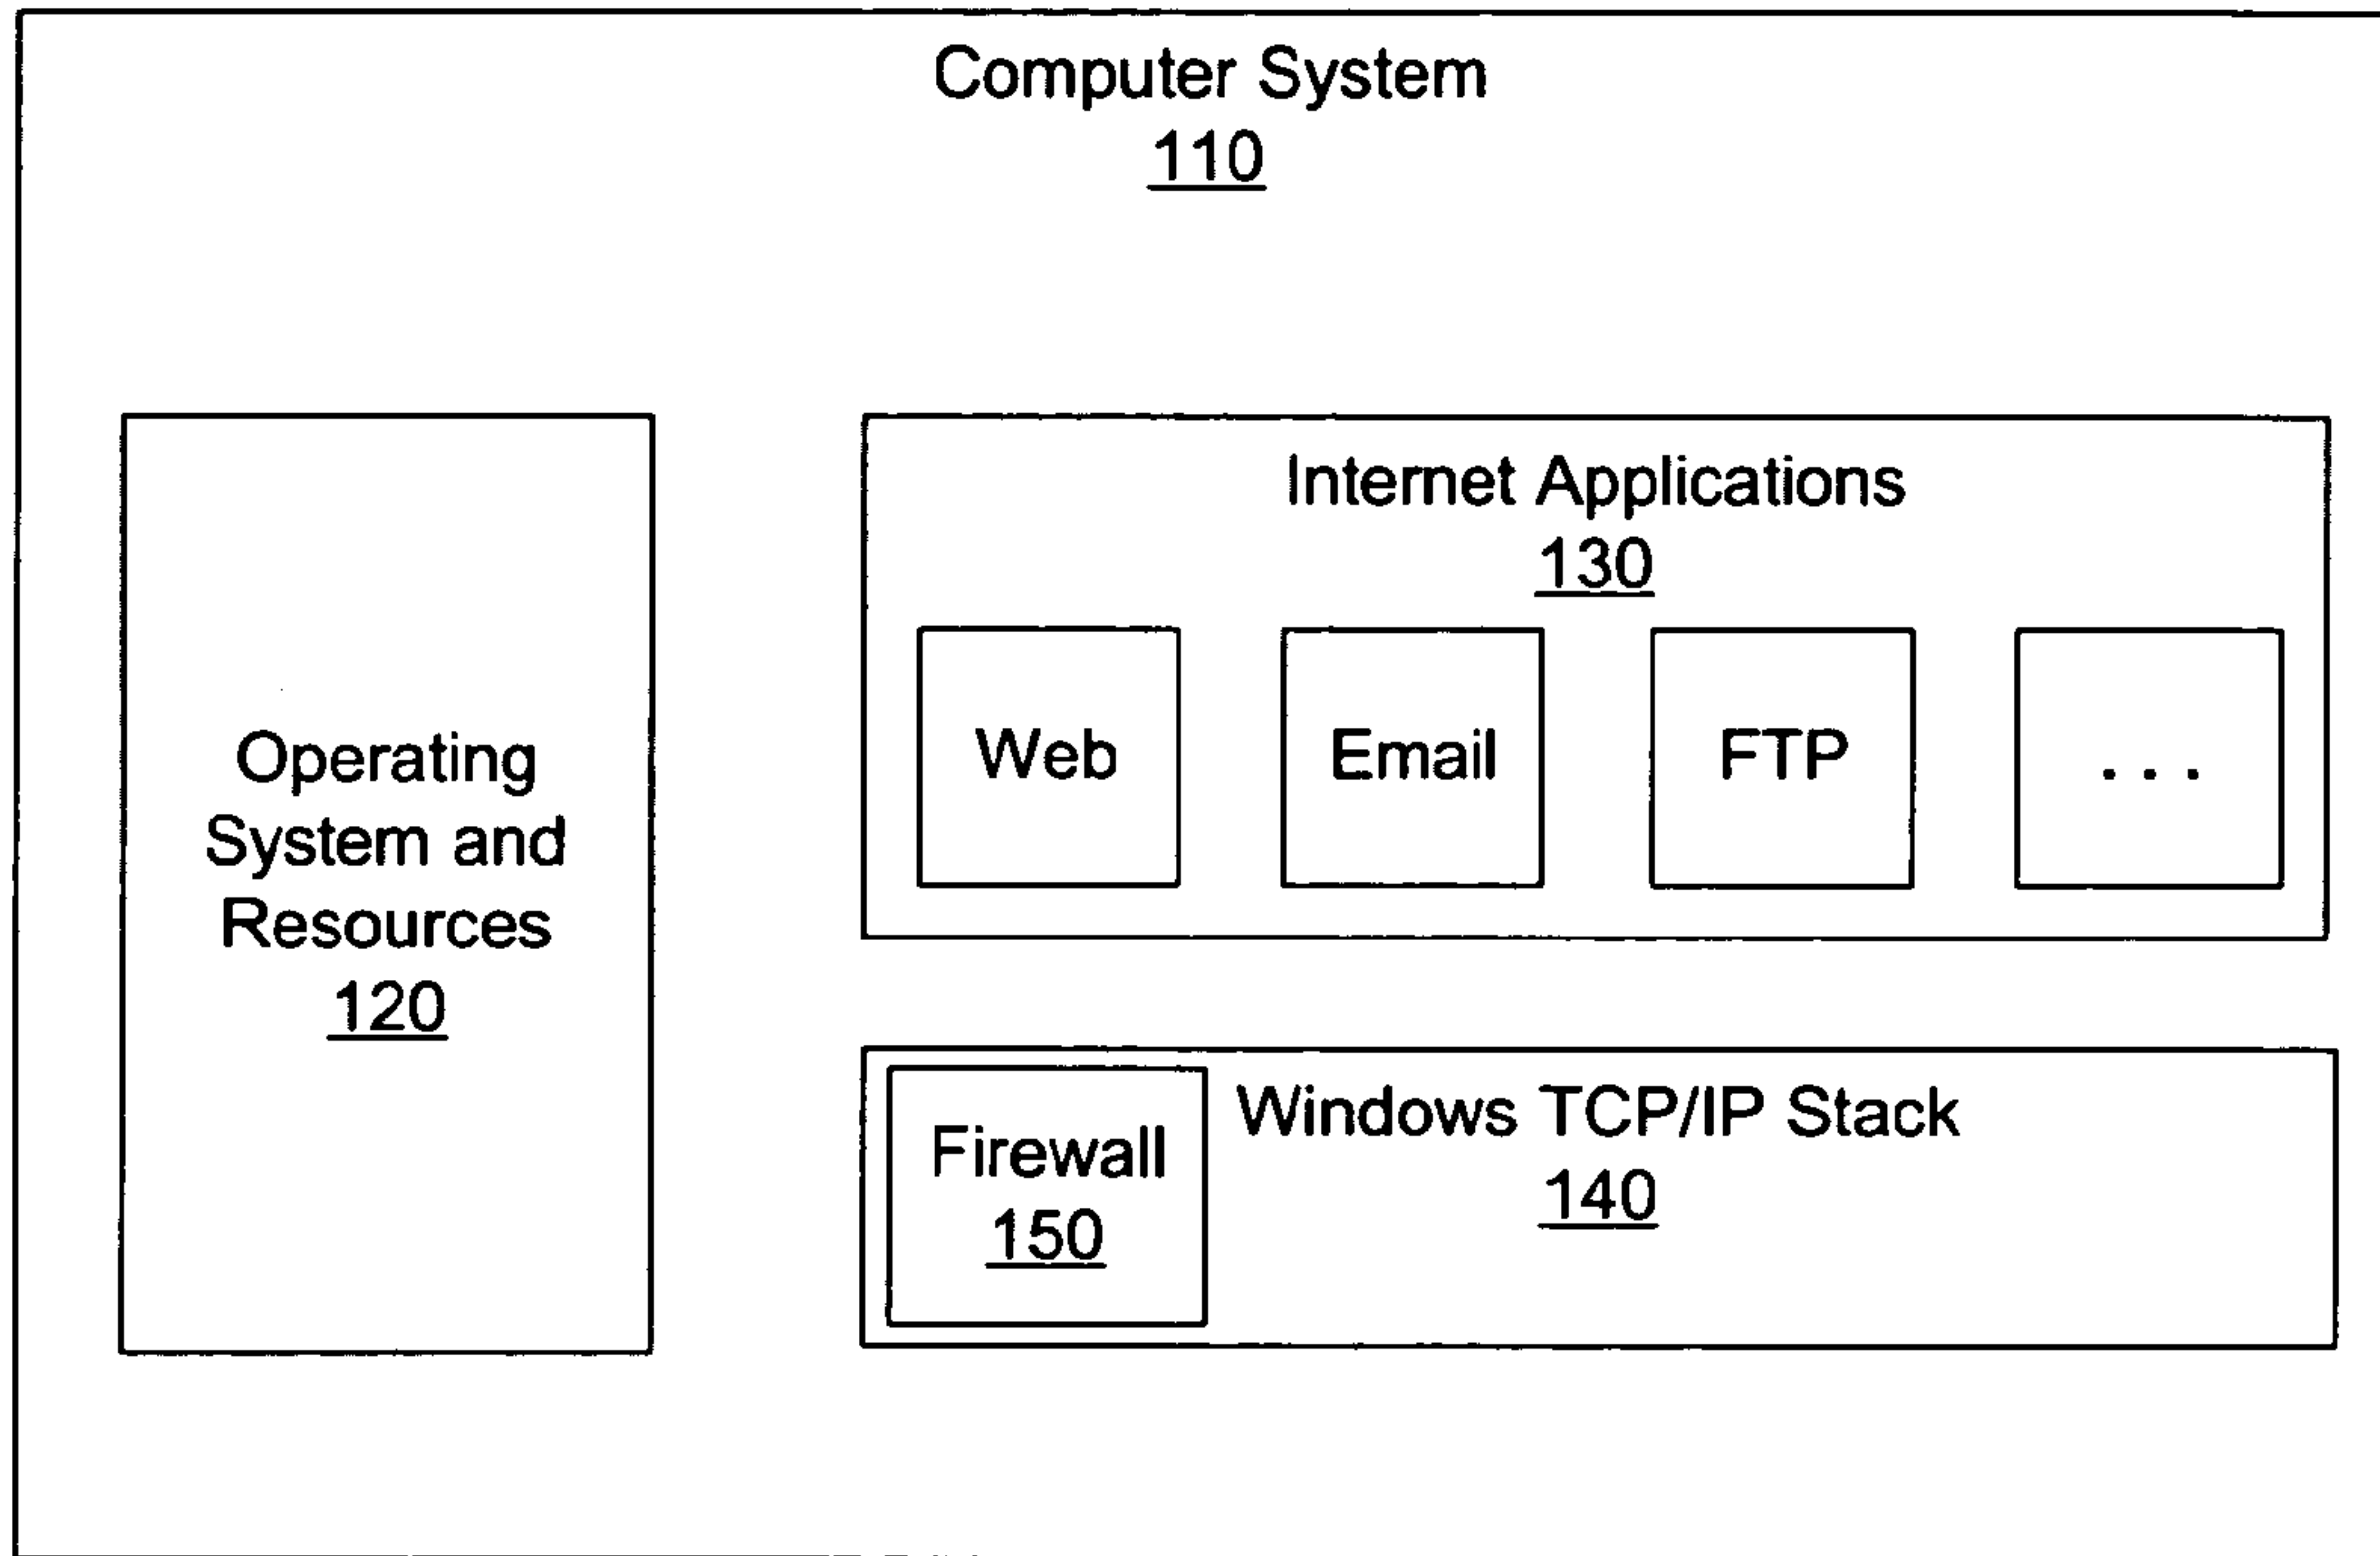 Computer System
110
Operating
System and
Resources
120
Internet Applications
130
Web
Email
FTP
...
Firewall
150
Windows TCP/IP Stack
140